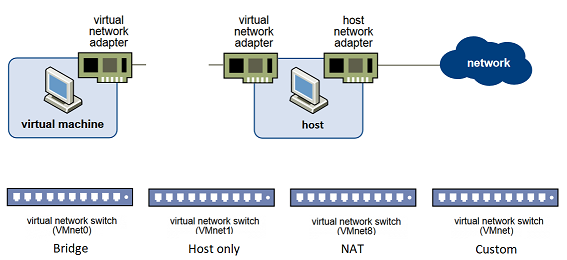 virtual
network
adapter
virtual
network
adapter
host
network
adapter
network
virtual machine
host
virtual network switch
(VMnet0)
virtual network switch
(VMnet1)
virtual network switch
(VMnet8)
virtual network switch
(VMnet)
Bridge
Host only
NAT
Custom